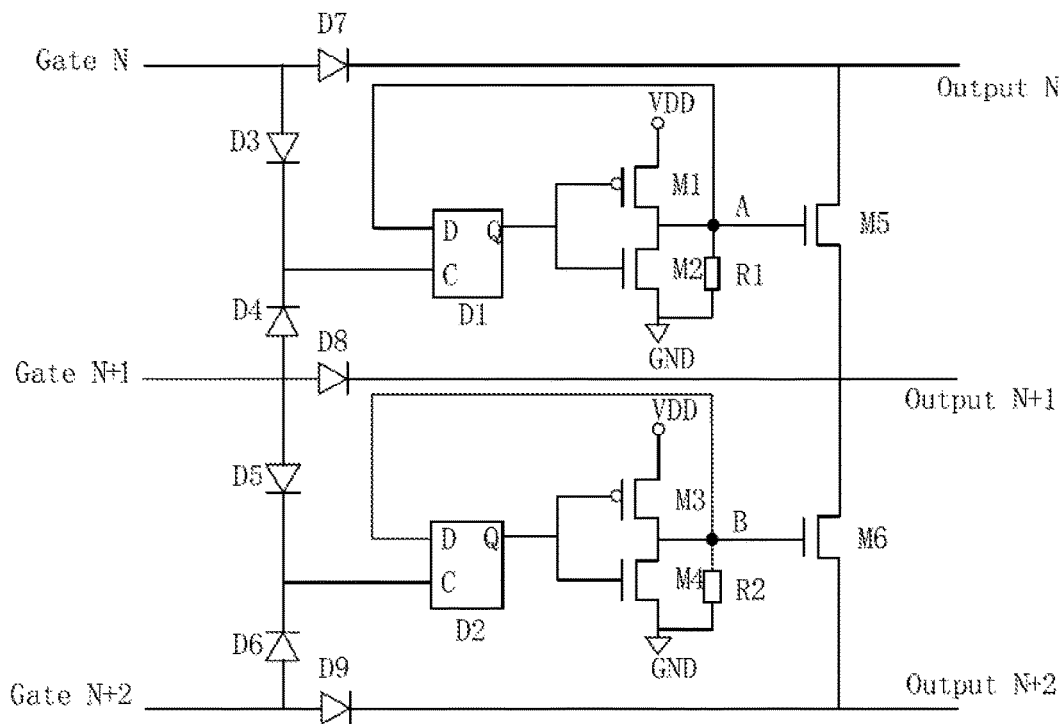 D7
Gate N
Output N
VDD
D3
M1
A
D Q
M5
C
M2
R1
D4
D1
D8
GND
Gate N+1
Output N+1
VDD
D5
M3
B
D Q
M6
C
M4
R2
D6
D2
D9
GND
Gate N+2
Output N+2